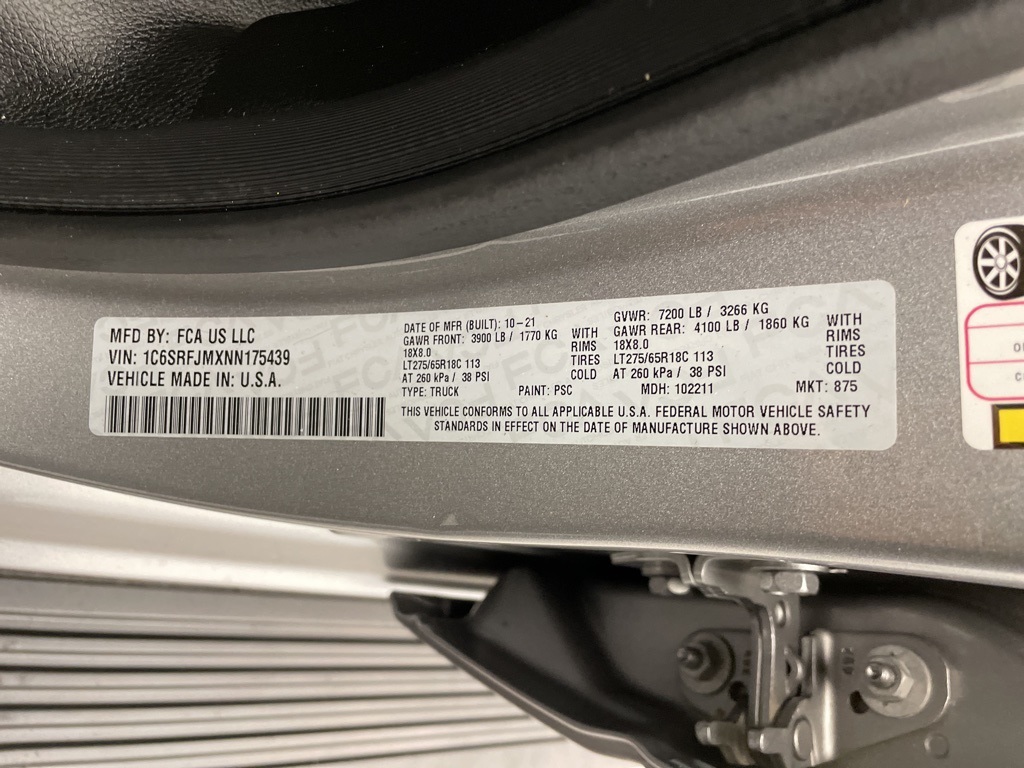 MFD BY: FCA US LLC
VIN: 1C6SRFJMXNN175439
VEHICLE MADE IN: U.S.A.
DATE OF MFR (BUILT): 10-21
GAWR FRONT: 3900 LB / 1770 KG WITH
18X8.0 RIMS
LT275/65R18C 113 TIRES
AT 260 kPa / 38 PSI COLD
GVWR: 7200 LB / 3266 KG
GAWR REAR: 4100 LB / 1860 KG WITH
18X8.0 RIMS
LT275/65R18C 113 TIRES
AT 260 kPa / 38 PSI COLD
TYPE: TRUCK PAINT: PSC MDH: 102211 MKT: 875
THIS VEHICLE CONFORMS TO ALL APPLICABLE U.S.A. FEDERAL MOTOR VEHICLE SAFETY
STANDARDS IN EFFECT ON THE DATE OF MANUFACTURE SHOWN ABOVE.